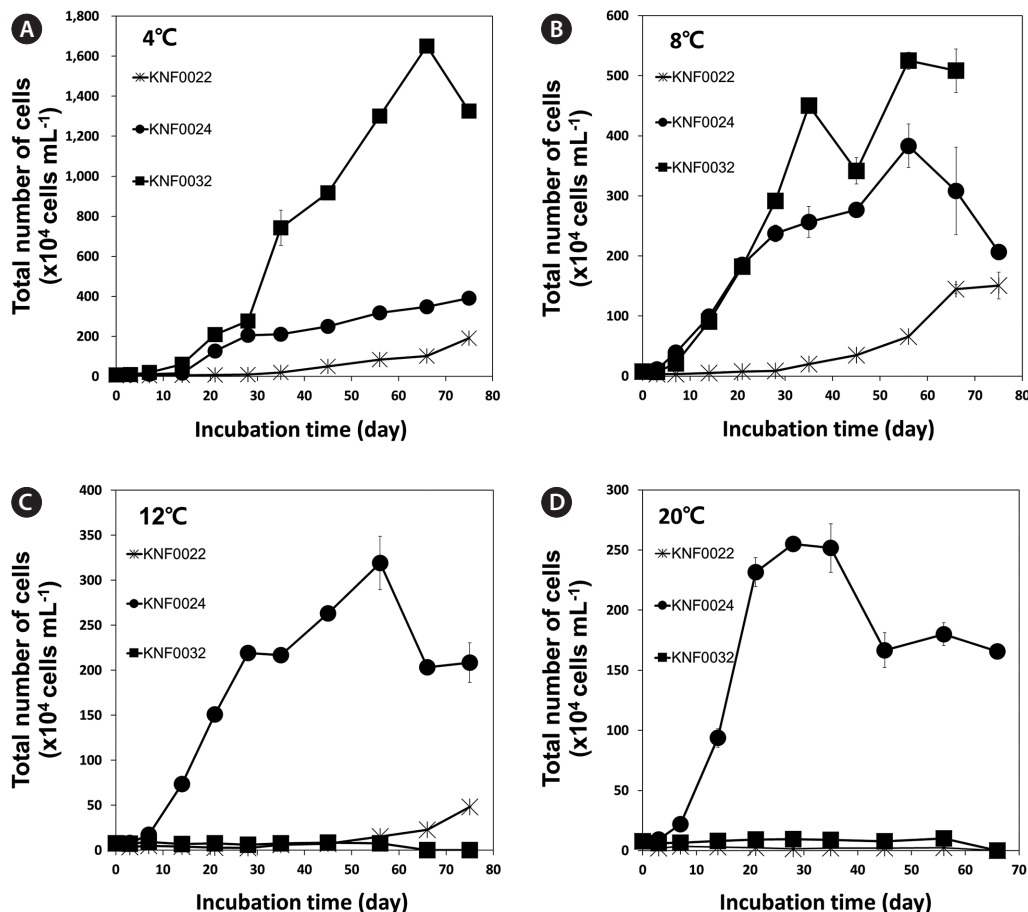 A
4℃
KNF0022
KNF0024
KNF0032
Total number of cells
(x10⁴ cells mL⁻¹)
1,800
1,600
1,400
1,200
1,000
800
600
400
200
0
0 10 20 30 40 50 60 70 80
Incubation time (day)
B
8℃
KNF0022
KNF0024
KNF0032
Total number of cells
(x10⁴ cells mL⁻¹)
600
500
400
300
200
100
0
0 10 20 30 40 50 60 70 80
Incubation time (day)
C
12℃
KNF0022
KNF0024
KNF0032
Total number of cells
(x10⁴ cells mL⁻¹)
400
350
300
250
200
150
100
50
0
0 10 20 30 40 50 60 70 80
Incubation time (day)
D
20℃
KNF0022
KNF0024
KNF0032
Total number of cells
(x10⁴ cells mL⁻¹)
300
250
200
150
100
50
0
0 10 20 30 40 50 60 70
Incubation time (day)